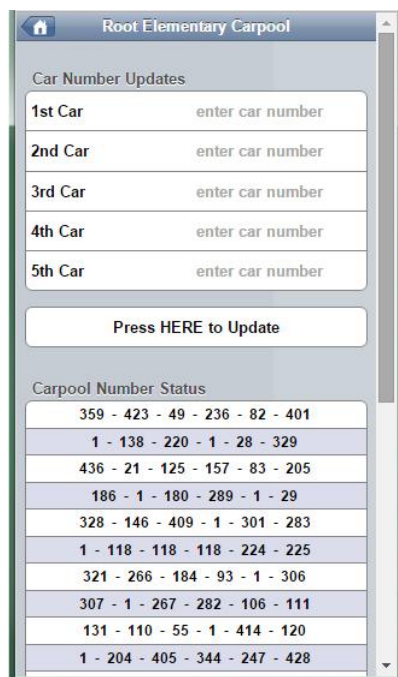 Root Elementary Carpool
Car Number Updates
1st Car enter car number
2nd Car enter car number
3rd Car enter car number
4th Car enter car number
5th Car enter car number
Press HERE to Update
Carpool Number Status
359 - 423 - 49 - 236 - 82 - 401
1 - 138 - 220 - 1 - 28 - 329
436 - 21 - 125 - 157 - 83 - 205
186 - 1 - 180 - 289 - 1 - 29
328 - 146 - 409 - 1 - 301 - 283
1 - 118 - 118 - 118 - 224 - 225
321 - 266 - 184 - 93 - 1 - 306
307 - 1 - 267 - 282 - 106 - 111
131 - 110 - 55 - 1 - 414 - 120
1 - 204 - 405 - 344 - 247 - 428